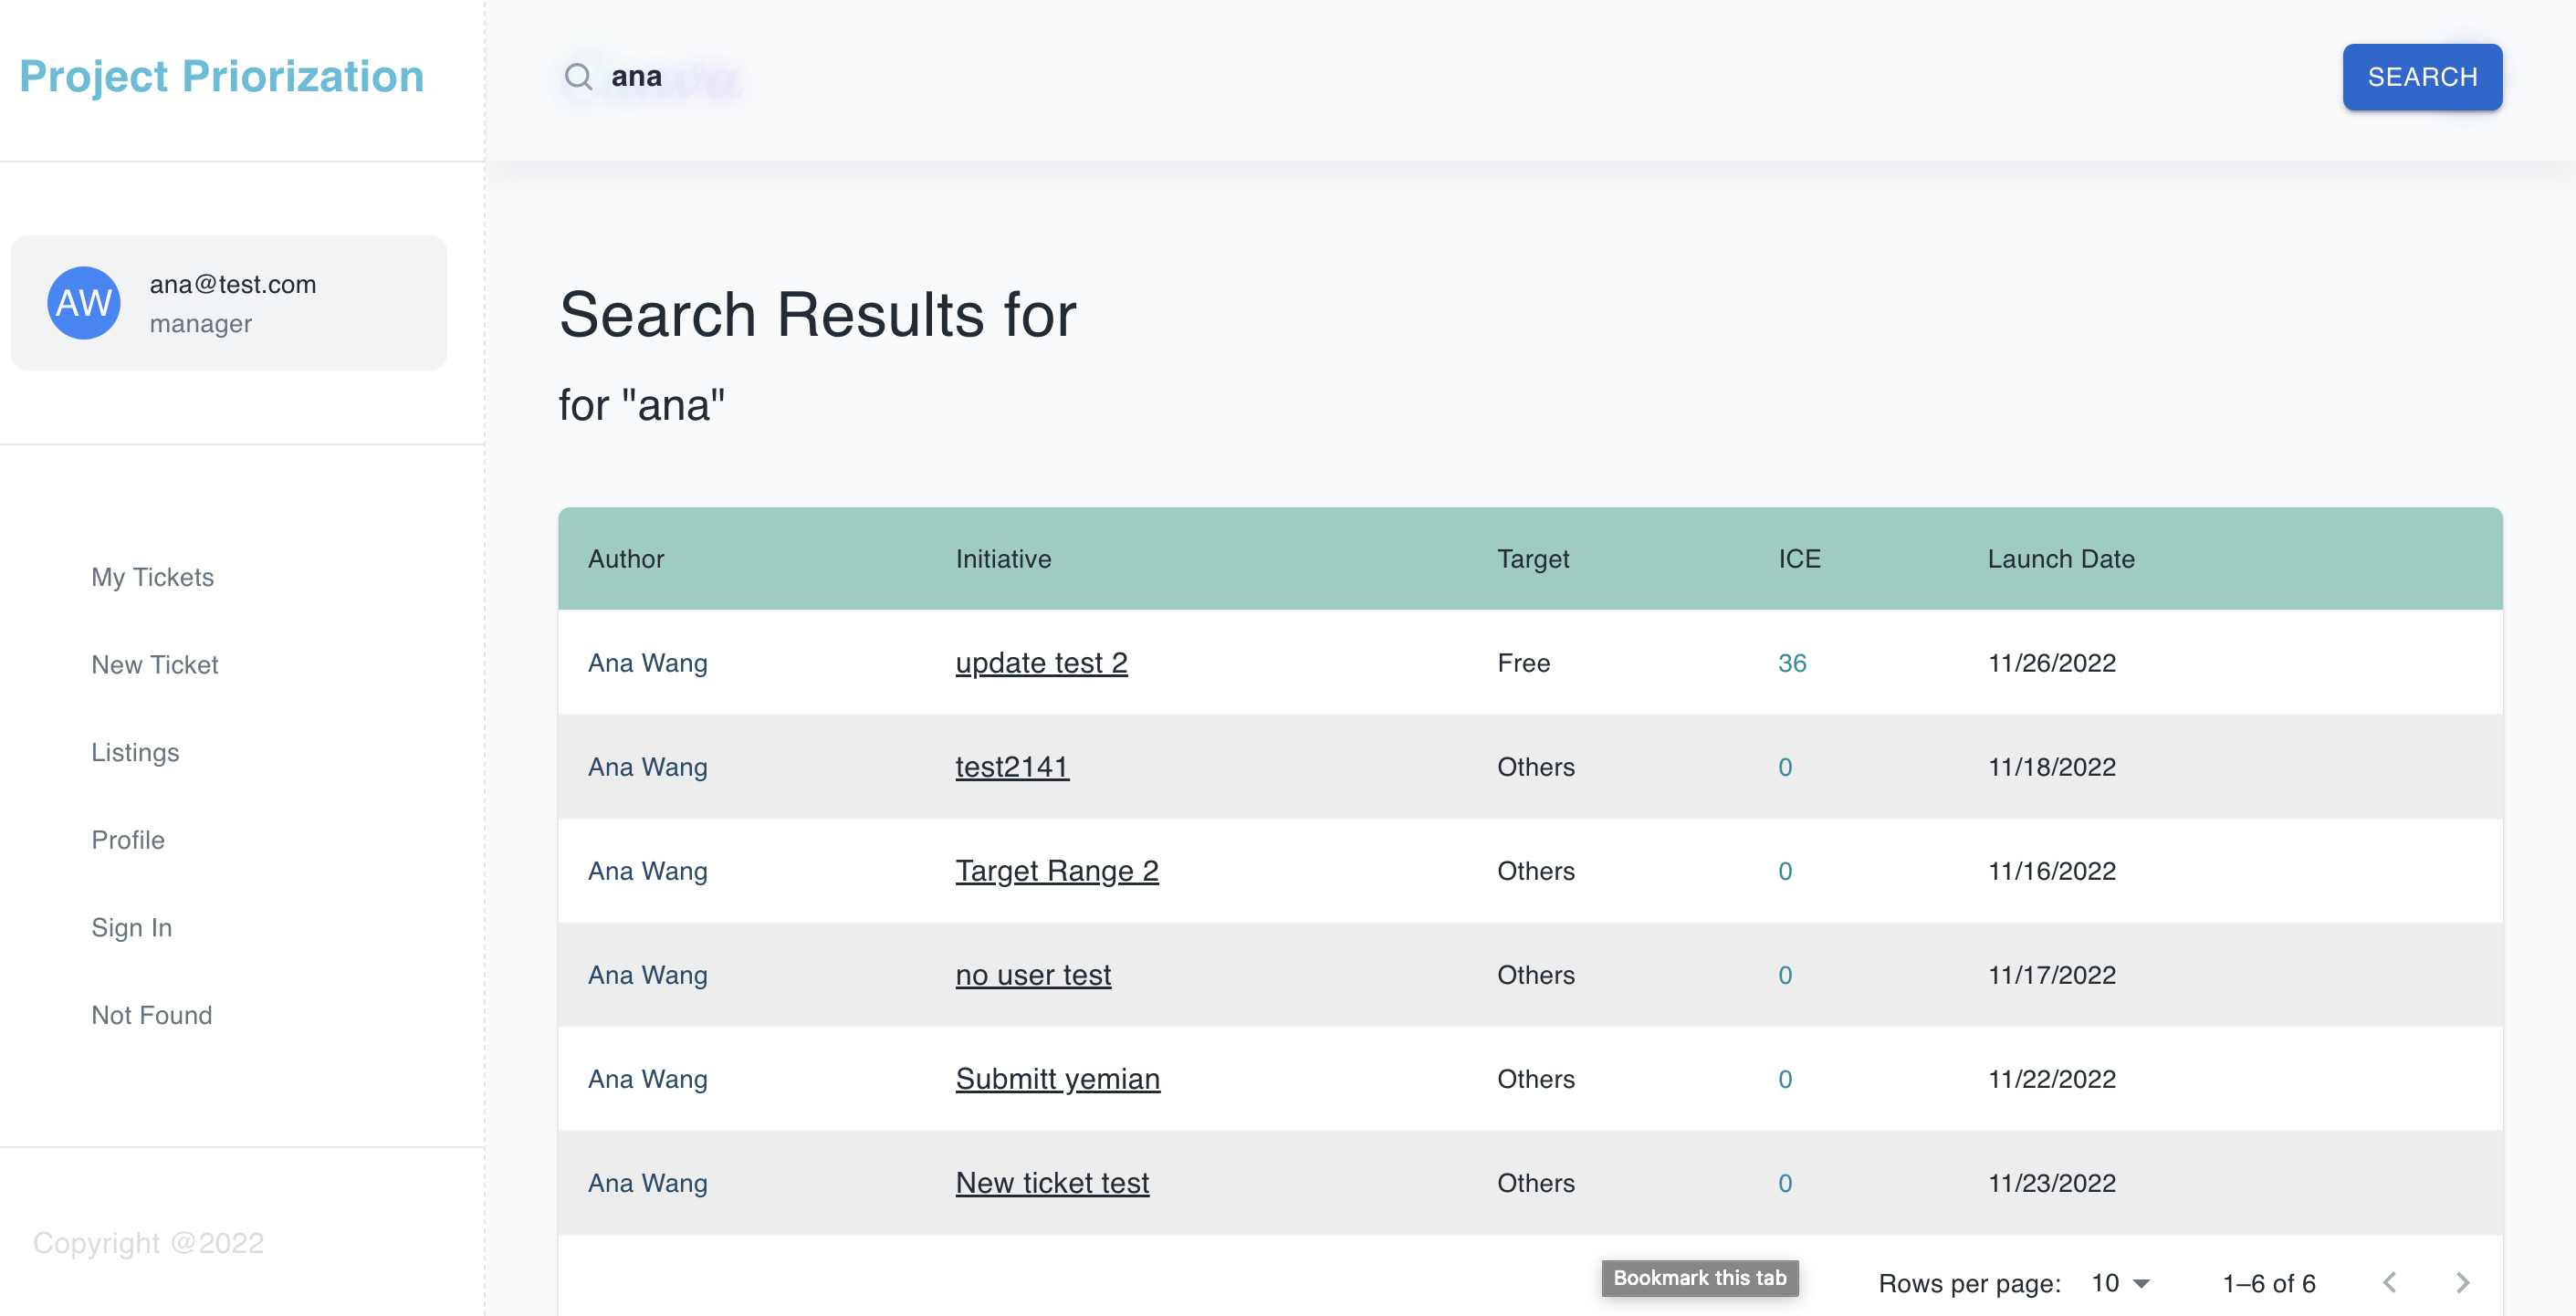 Project Priorization
ana
SEARCH
AW
ana@test.com
manager
My Tickets
New Ticket
Listings
Profile
Sign In
Not Found
Copyright @2022
Search Results for
for "ana"
Author Initiative Target ICE Launch Date
Ana Wang update test 2 Free 36 11/26/2022
Ana Wang test2141 Others 0 11/18/2022
Ana Wang Target Range 2 Others 0 11/16/2022
Ana Wang no user test Others 0 11/17/2022
Ana Wang Submitt yemian Others 0 11/22/2022
Ana Wang New ticket test Others 0 11/23/2022
Bookmark this tab
Rows per page: 10 1–6 of 6